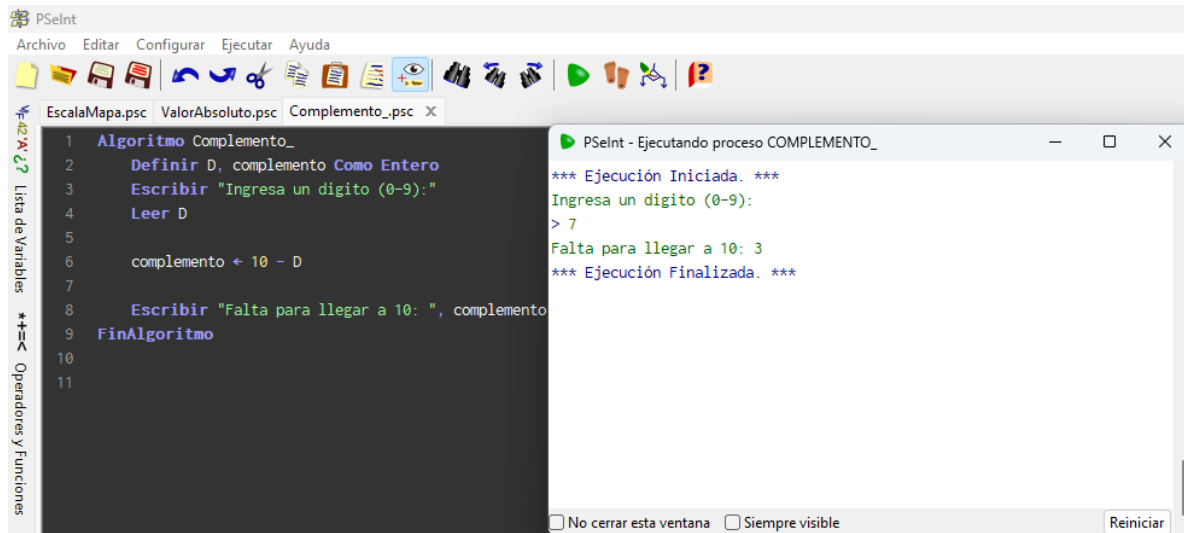 PSeInt
Archivo Editar Configurar Ejecutar Ayuda
EscalaMapa.psc ValorAbsoluto.psc Complemento_.psc X
1 Algoritmo Complemento_
2 Definir D, complemento Como Entero
3 Escribir "Ingresa un digito (0-9):"
4 Leer D
5
6 complemento ← 10 - D
7
8 Escribir "Falta para llegar a 10: ", complemento
9 FinAlgoritmo
10
11
PSeInt - Ejecutando proceso COMPLEMENTO_
*** Ejecución Iniciada. ***
Ingresa un digito (0-9):
> 7
Falta para llegar a 10: 3
*** Ejecución Finalizada. ***
No cerrar esta ventana Siempre visible Reiniciar
42 'A' ¿? Lista de Variables
*+=< Operadores y Funciones